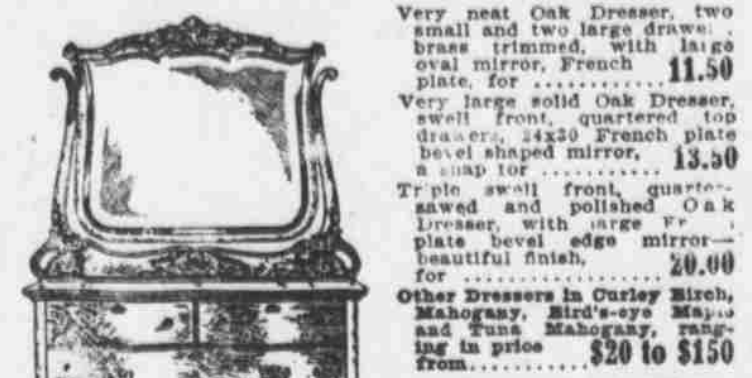 Very neat Oak Dresser, two
small and two large
brass trimmed, with large
oval mirror, French
plate, for ............ 11.50
Very large solid Oak Dresser,
swell front, quartered top
drawers, 24x30 French plate
bevel shaped mirror,
a snap for ........... 13.50
Triple swell front, quarter-
sawed and polished Oak
Dresser, with large
plate bevel edge mirror—
beautiful finish,
for ................ 20.00
Other Dressers in Curley Birch,
Mahogany, Bird's-eye Maple
and Tuna Mahogany, rang-
ing in price
from........... $20 to $150